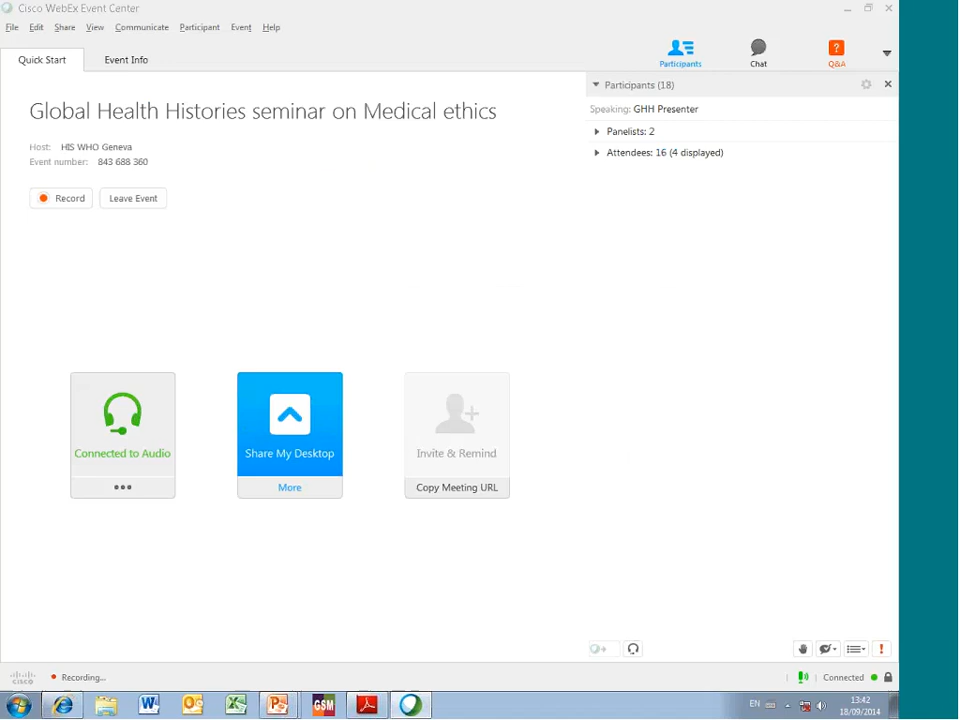 Cisco WebEx Event Center
File Edit Share View Communicate Participant Event Help
Quick Start Event Info
Participants Chat Q&A
?
Participants (18)
Speaking: GHH Presenter
Panelists: 2
Attendees: 16 (4 displayed)
Global Health Histories seminar on Medical ethics
Host: HIS WHO Geneva
Event number: 843 688 360
Record Leave Event
Connected to Audio
Share My Desktop
More
Invite & Remind
Copy Meeting URL
CISCO Recording...
Connected
GSM
EN
13:42
18/09/2014